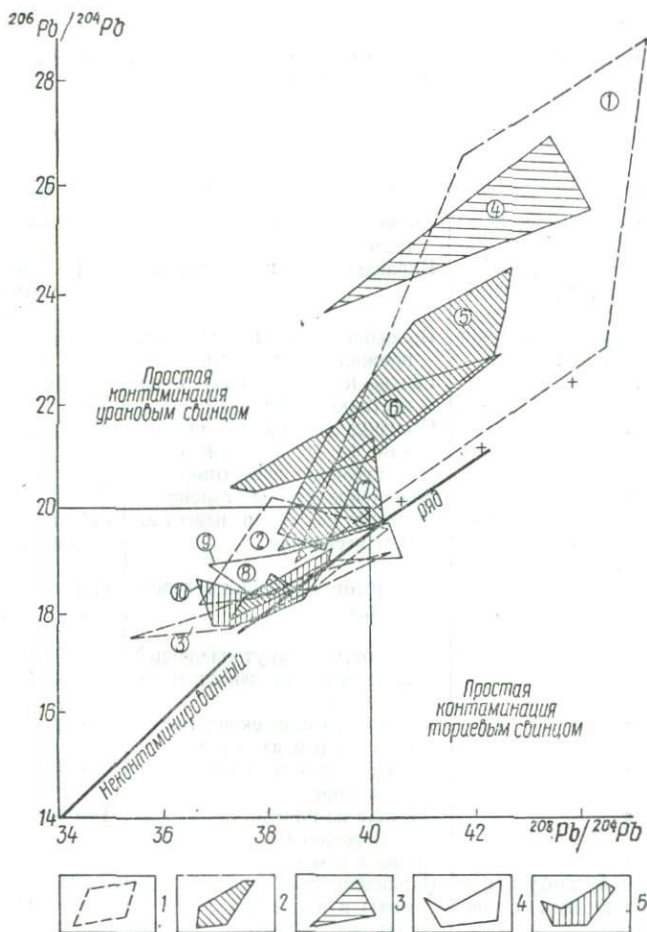 ²⁰⁶Pb/²⁰⁴Pb
28
①
26
④
24
⑤
Простая
контаминация
урановым свинцом
22
⑥
20
⑦
ряд
⑨
②
⑧
⑩
18
③
Простая
контаминация
ториевым свинцом
16
Неконтаминированный
14
34
36
38
40
42
²⁰⁸Pb/²⁰⁴Pb
1
2
3
4
5